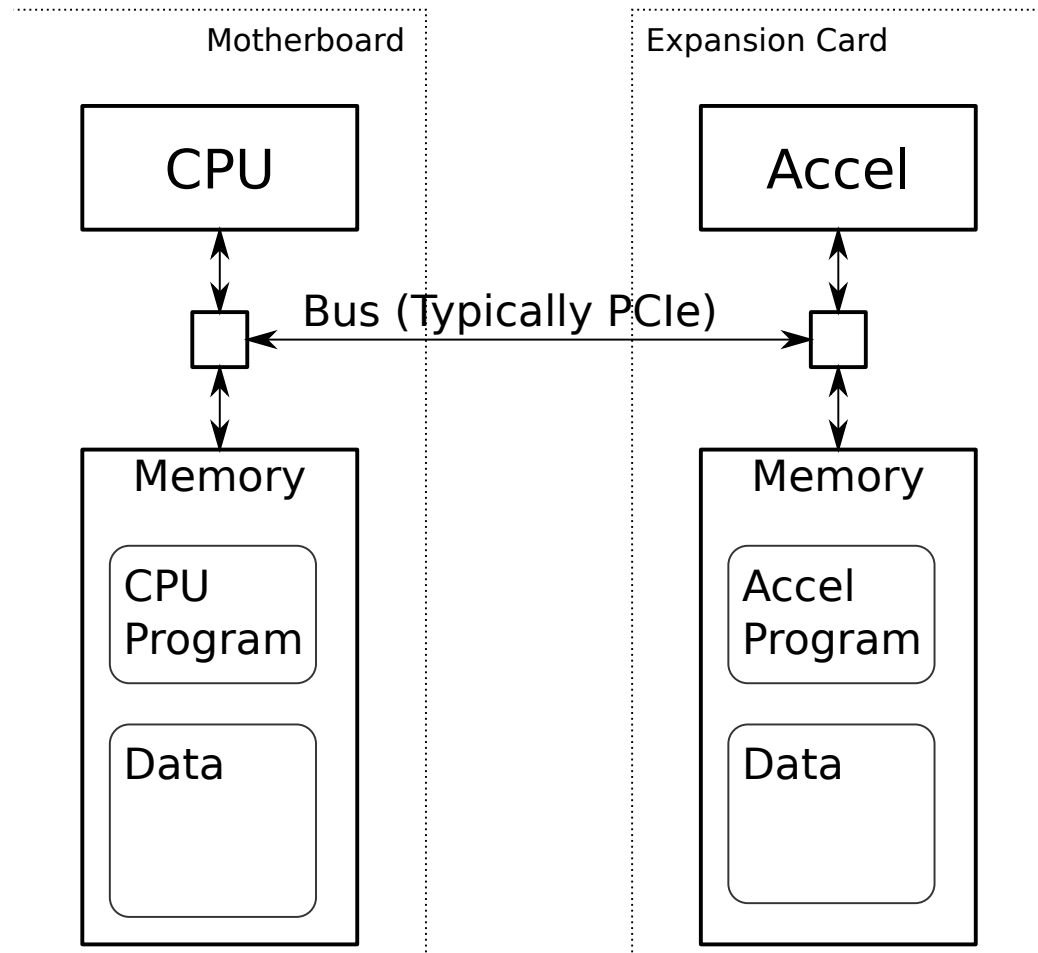 Motherboard
Expansion Card
CPU
Accel
Bus (Typically PCIe)
Memory
CPU
Program
Data
Memory
Accel
Program
Data